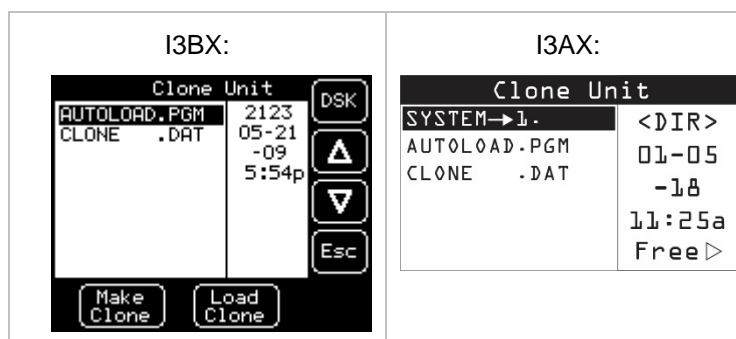 I3BX:
Clone Unit
AUTOLOAD.PGM
CLONE .DAT
2123
05-21
-09
5:54p
DSK
Esc
Make
Clone
Load
Clone
I3AX:
Clone Unit
SYSTEM→1.
AUTOLOAD.PGM
CLONE .DAT
<DIR>
01-05
-18
11:25a
Free▷